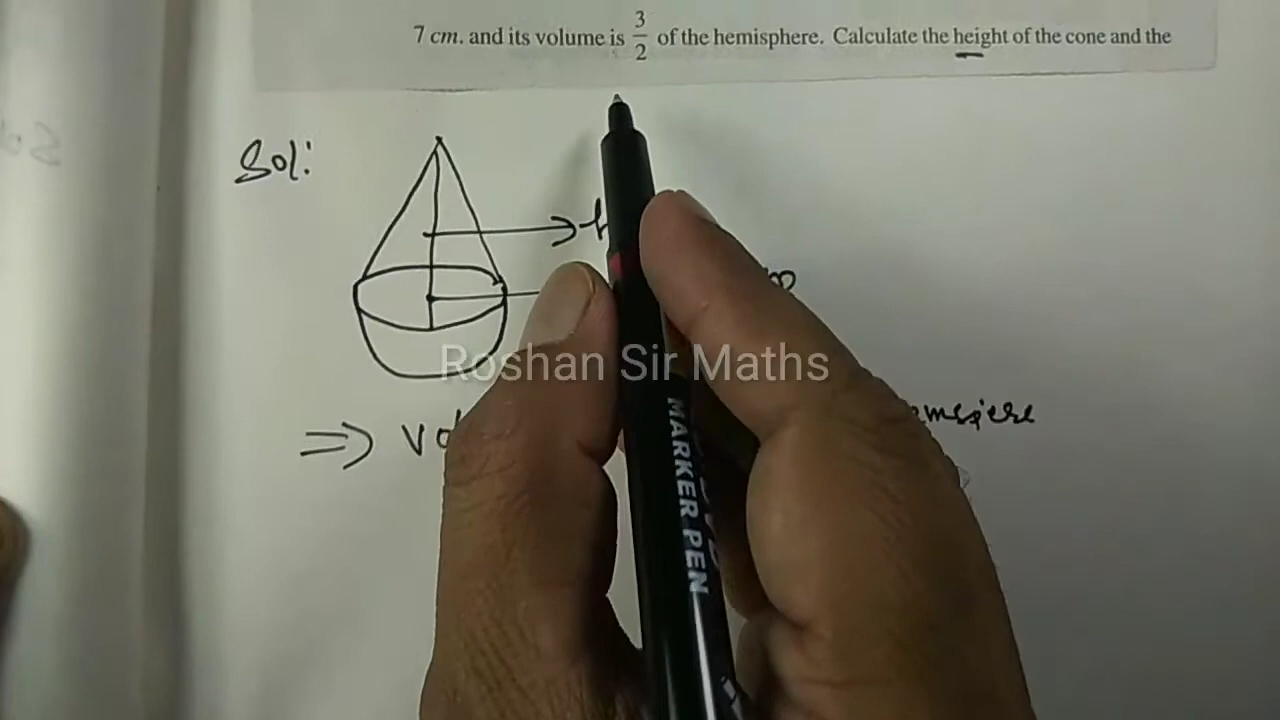 7 cm. and its volume is 3/2 of the hemisphere. Calculate the height of the cone and the
Sol:
Roshan Sir Maths
MARKER PEN